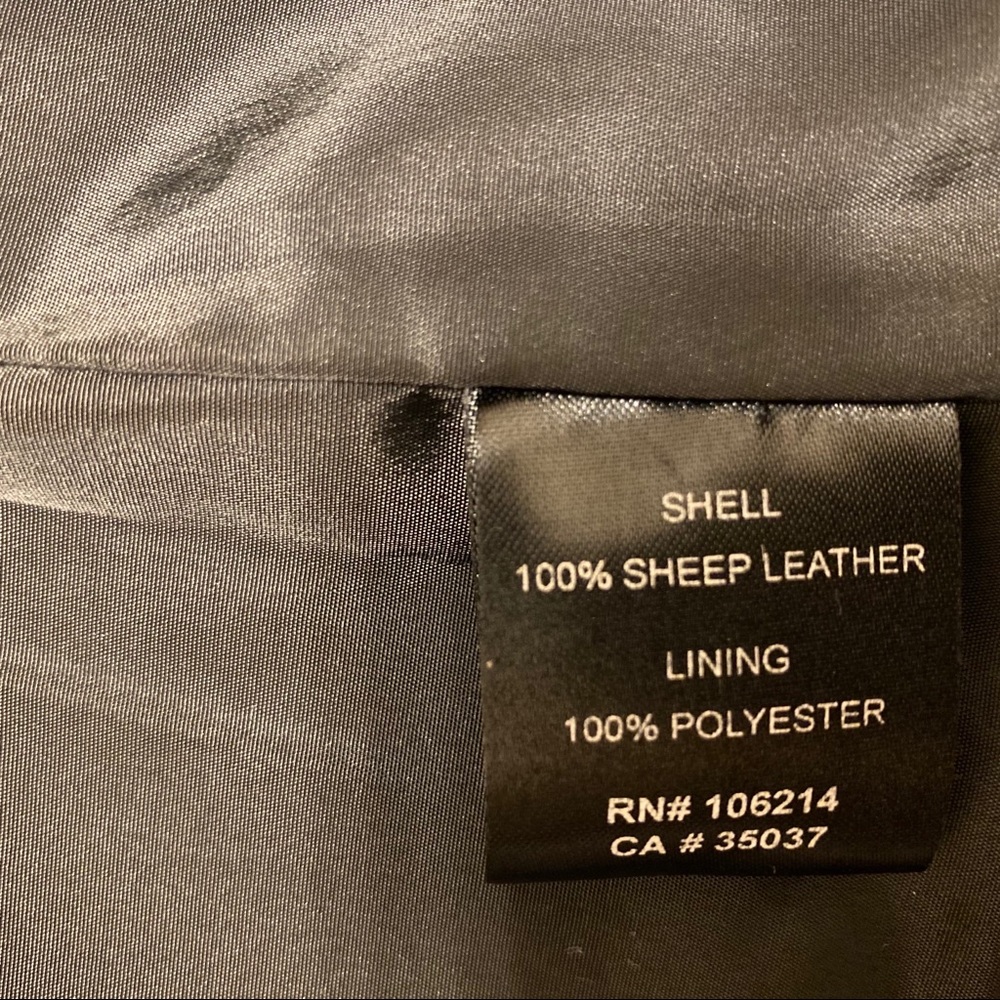 SHELL
100% SHEEP LEATHER
LINING
100% POLYESTER
RN# 106214
CA # 35037